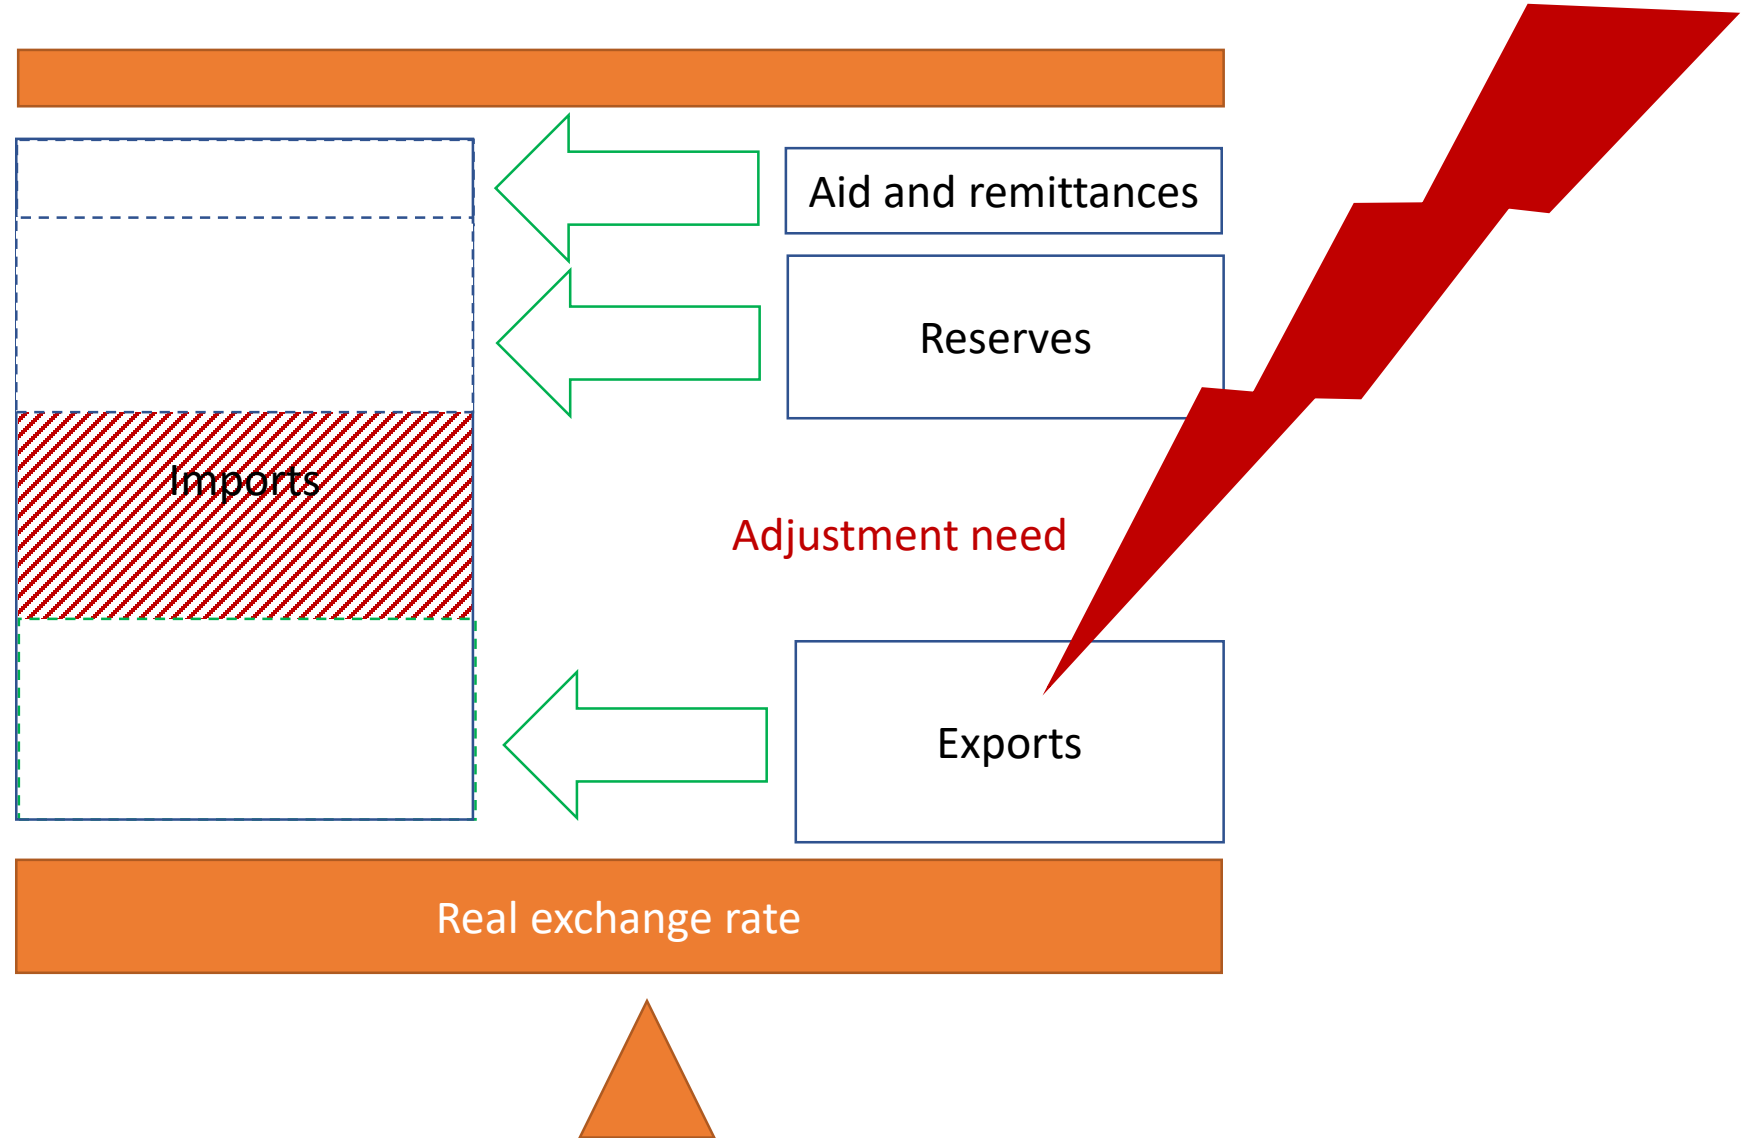 Aid and remittances
Reserves
Imports
Adjustment need
Exports
Real exchange rate